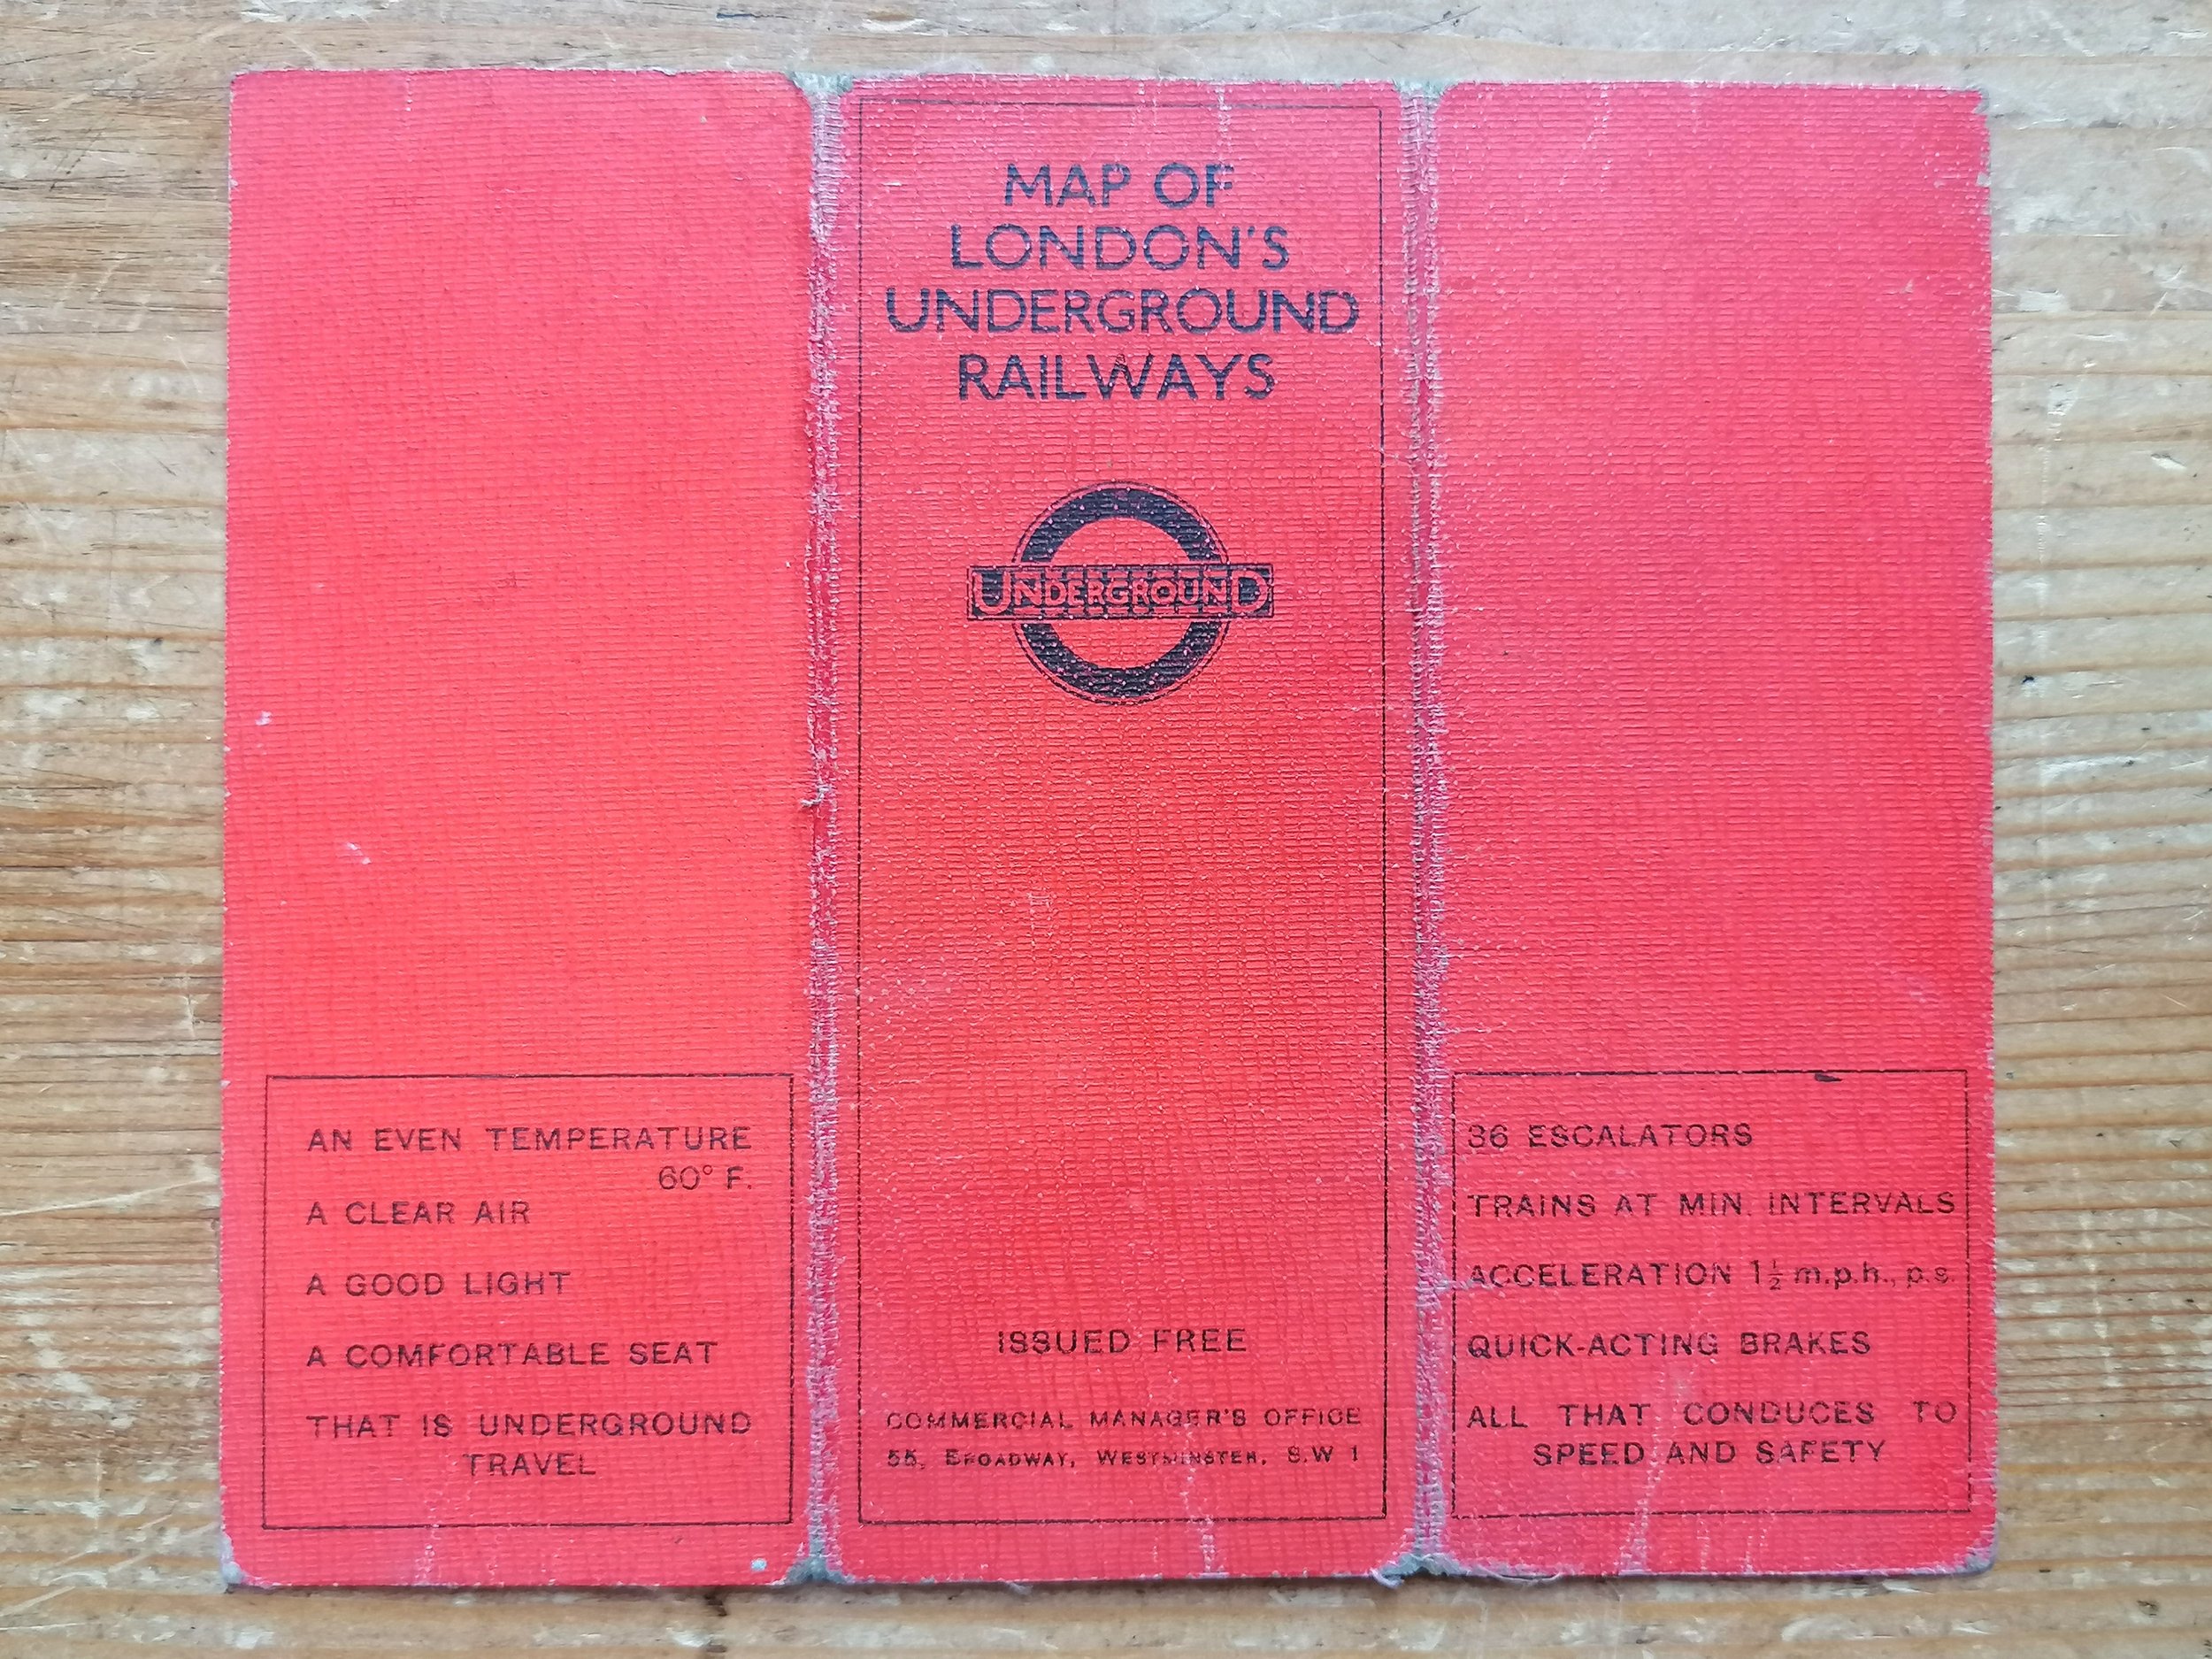 AN EVEN TEMPERATURE
60° F.
A CLEAR AIR
A GOOD LIGHT
A COMFORTABLE SEAT
THAT IS UNDERGROUND
TRAVEL
MAP OF
LONDON'S
UNDERGROUND
RAILWAYS
UNDERGROUND
ISSUED FREE
COMMERCIAL MANAGER'S OFFICE
55, BROADWAY, WESTMINSTER, S.W 1
36 ESCALATORS
TRAINS AT MIN. INTERVALS
ACCELERATION 1½ m.p.h., p.s.
QUICK-ACTING BRAKES
ALL THAT CONDUCES TO
SPEED AND SAFETY